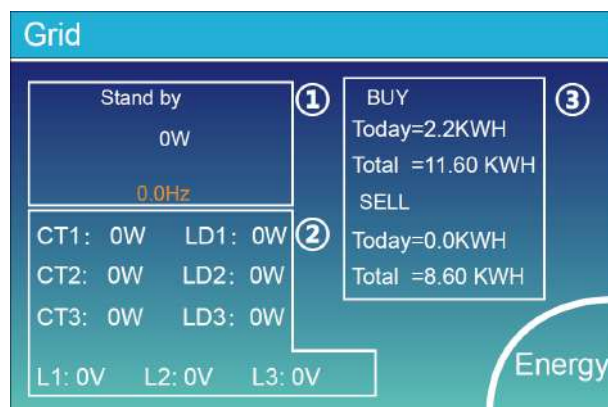 Grid
Stand by
0W
0.0Hz
①
CT1: 0W LD1: 0W
CT2: 0W LD2: 0W
CT3: 0W LD3: 0W
L1: 0V L2: 0V L3: 0V
②
BUY
Today=2.2KWH
Total =11.60 KWH
SELL
Today=0.0KWH
Total =8.60 KWH
③
Energy